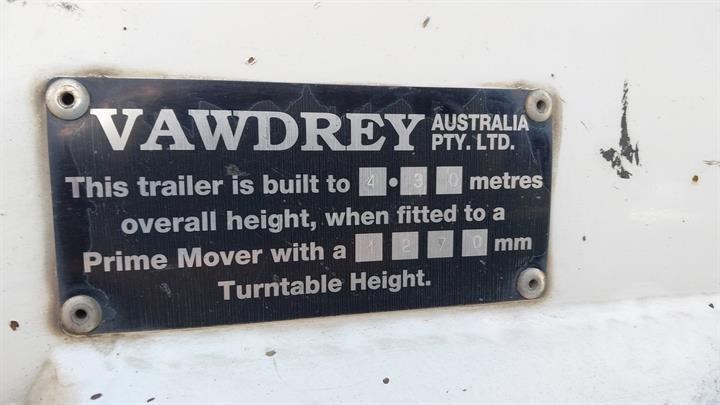 VAWDREY AUSTRALIA PTY. LTD.
This trailer is built to 4.30 metres
overall height, when fitted to a
Prime Mover with a 1270 mm
Turntable Height.